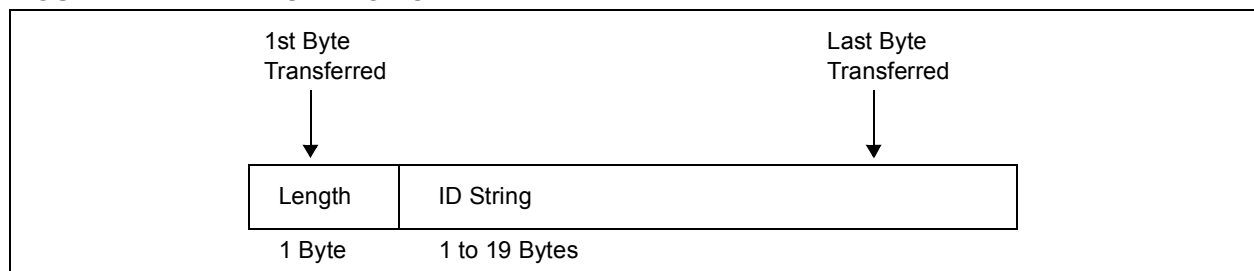 1st Byte
Transferred
Last Byte
Transferred
Length
ID String
1 Byte
1 to 19 Bytes